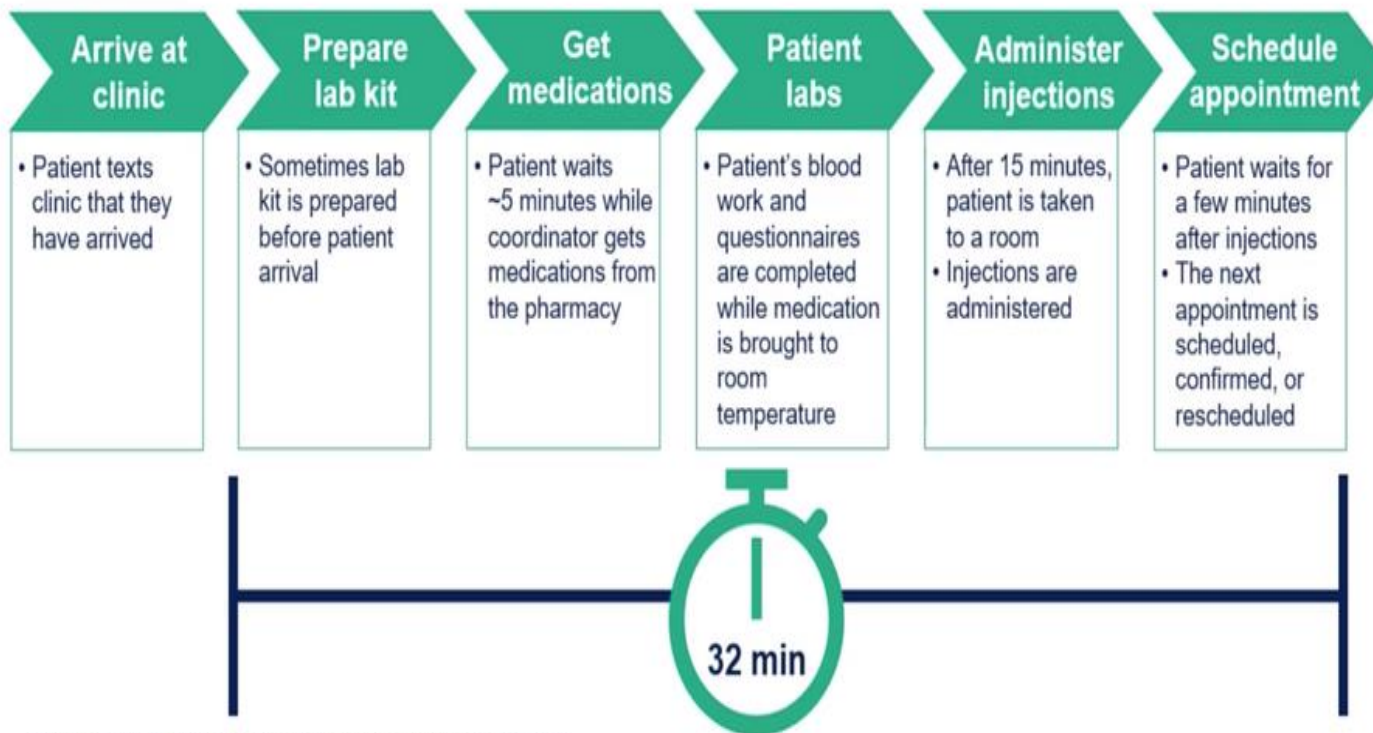 Arrive at
clinic
• Patient texts
clinic that they
have arrived
Prepare
lab kit
• Sometimes lab
kit is prepared
before patient
arrival
Get
medications
• Patient waits
~5 minutes while
coordinator gets
medications from
the pharmacy
Patient
labs
• Patient’s blood
work and
questionnaires
are completed
while medication
is brought to
room
temperature
Administer
injections
• After 15 minutes,
patient is taken
to a room
• Injections are
administered
Schedule
appointment
• Patient waits for
a few minutes
after injections
• The next
appointment is
scheduled,
confirmed, or
rescheduled
32 min